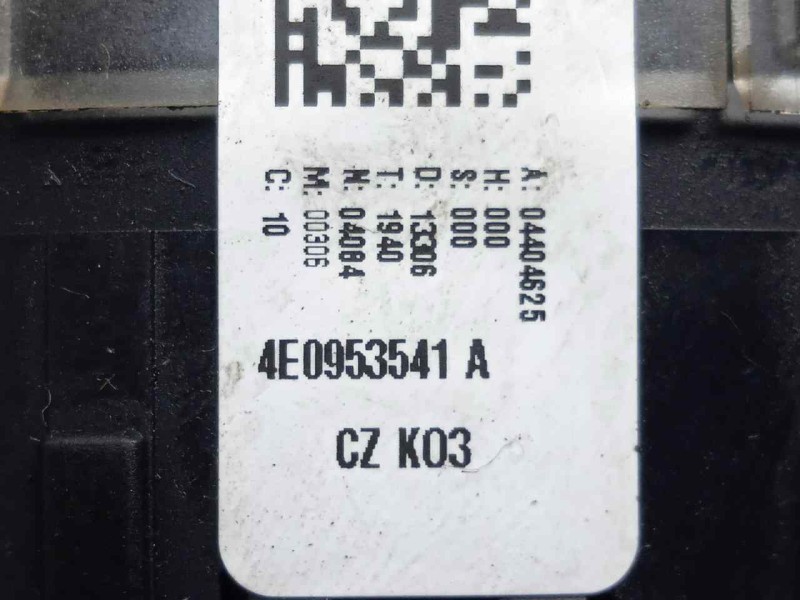 A: 04404625
H: 000
S: 000
D: 13306
T: 1940
N: 04084
M: 00306
C: 10
4E0953541 A
CZ K03